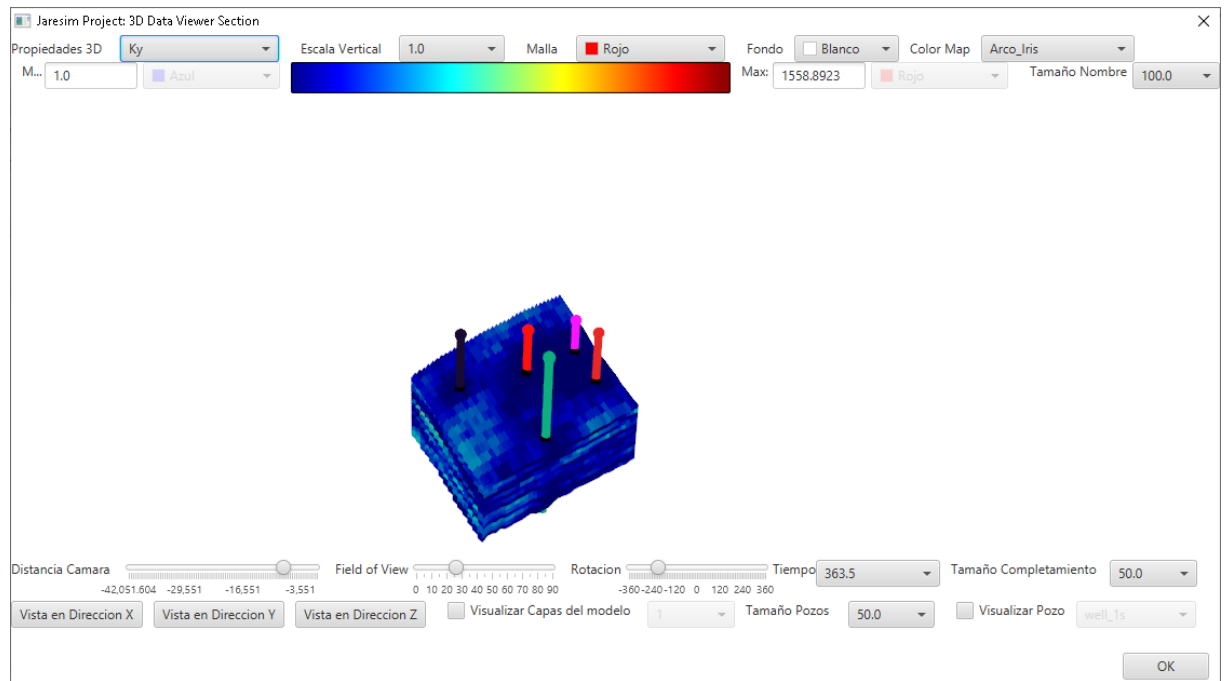 Jaresim Project: 3D Data Viewer Section
Propiedades 3D Ky Escala Vertical 1.0 Malla Rojo Fondo Blanco Color Map Arco_Iris
M... 1.0 Azul Max: 1558.8923 Rojo Tamaño Nombre 100.0
Distancia Camara Field of View Rotacion Tiempo 363.5 Tamaño Completamiento 50.0
-42,051.604 -29,551 -16,551 -3,551 0 10 20 30 40 50 60 70 80 90 -360-240-120 0 120 240 360
Vista en Direccion X Vista en Direccion Y Vista en Direccion Z Visualizar Capas del modelo 1 Tamaño Pozos 50.0 Visualizar Pozo well_1s
OK